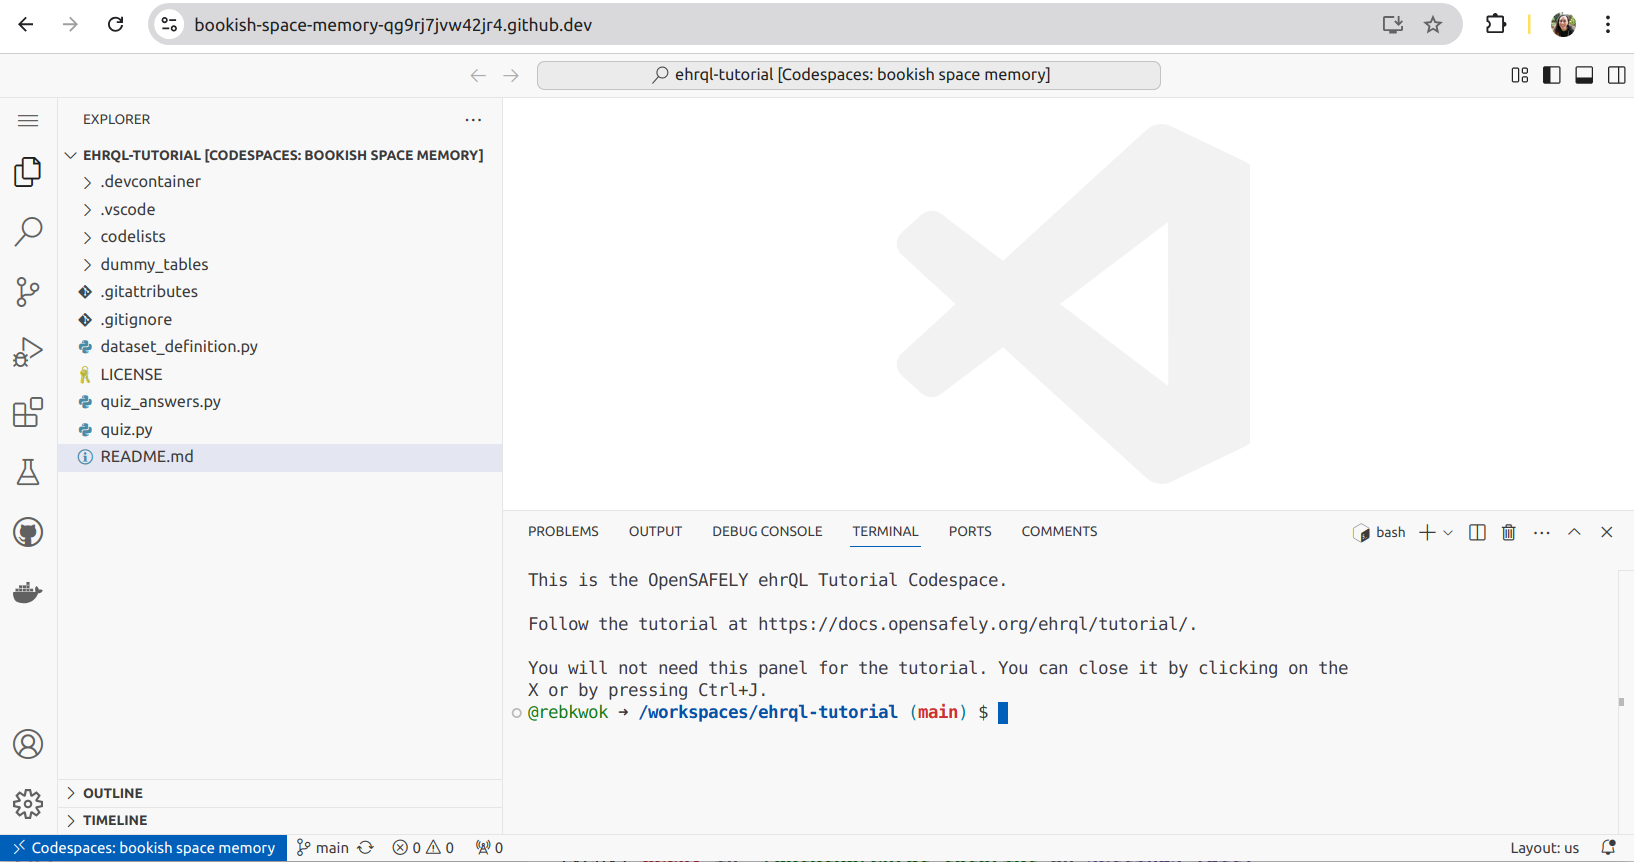 bookish-space-memory-qg9rj7jvw42jr4.github.dev
ehrql-tutorial [Codespaces: bookish space memory]
EXPLORER
EHRQL-TUTORIAL [CODESPACES: BOOKISH SPACE MEMORY]
.devcontainer
.vscode
codelists
dummy_tables
.gitattributes
.gitignore
dataset_definition.py
LICENSE
quiz_answers.py
quiz.py
README.md
OUTLINE
TIMELINE
PROBLEMS OUTPUT DEBUG CONSOLE TERMINAL PORTS COMMENTS
bash
This is the OpenSAFELY ehrQL Tutorial Codespace.
Follow the tutorial at https://docs.opensafely.org/ehrql/tutorial/.
You will not need this panel for the tutorial. You can close it by clicking on the
X or by pressing Ctrl+J.
@rebkwok → /workspaces/ehrql-tutorial (main) $
Codespaces: bookish space memory main 0 0 0 Layout: us